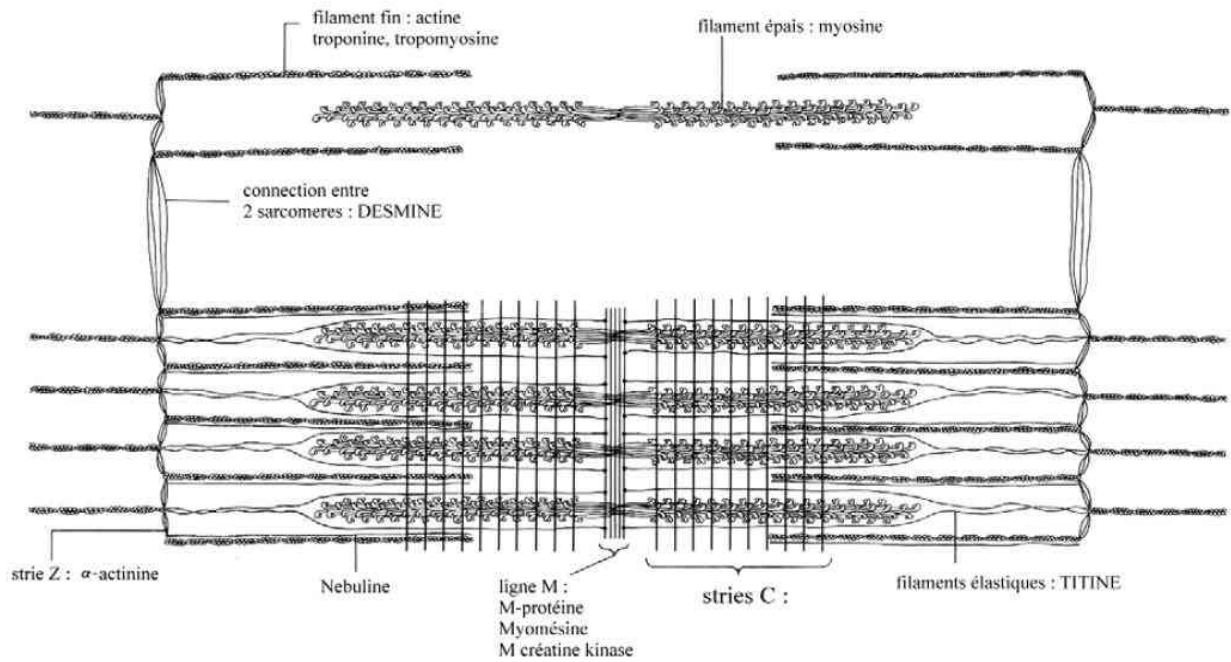 filament fin : actine
troponine, tropomyosine
filament épais : myosine
connection entre
2 sarcomeres : DESMINE
strie Z : α-actinine
Nebuline
ligne M :
M-protéine
Myomésine
M créatine kinase
stries C :
filaments élastiques : TITINE